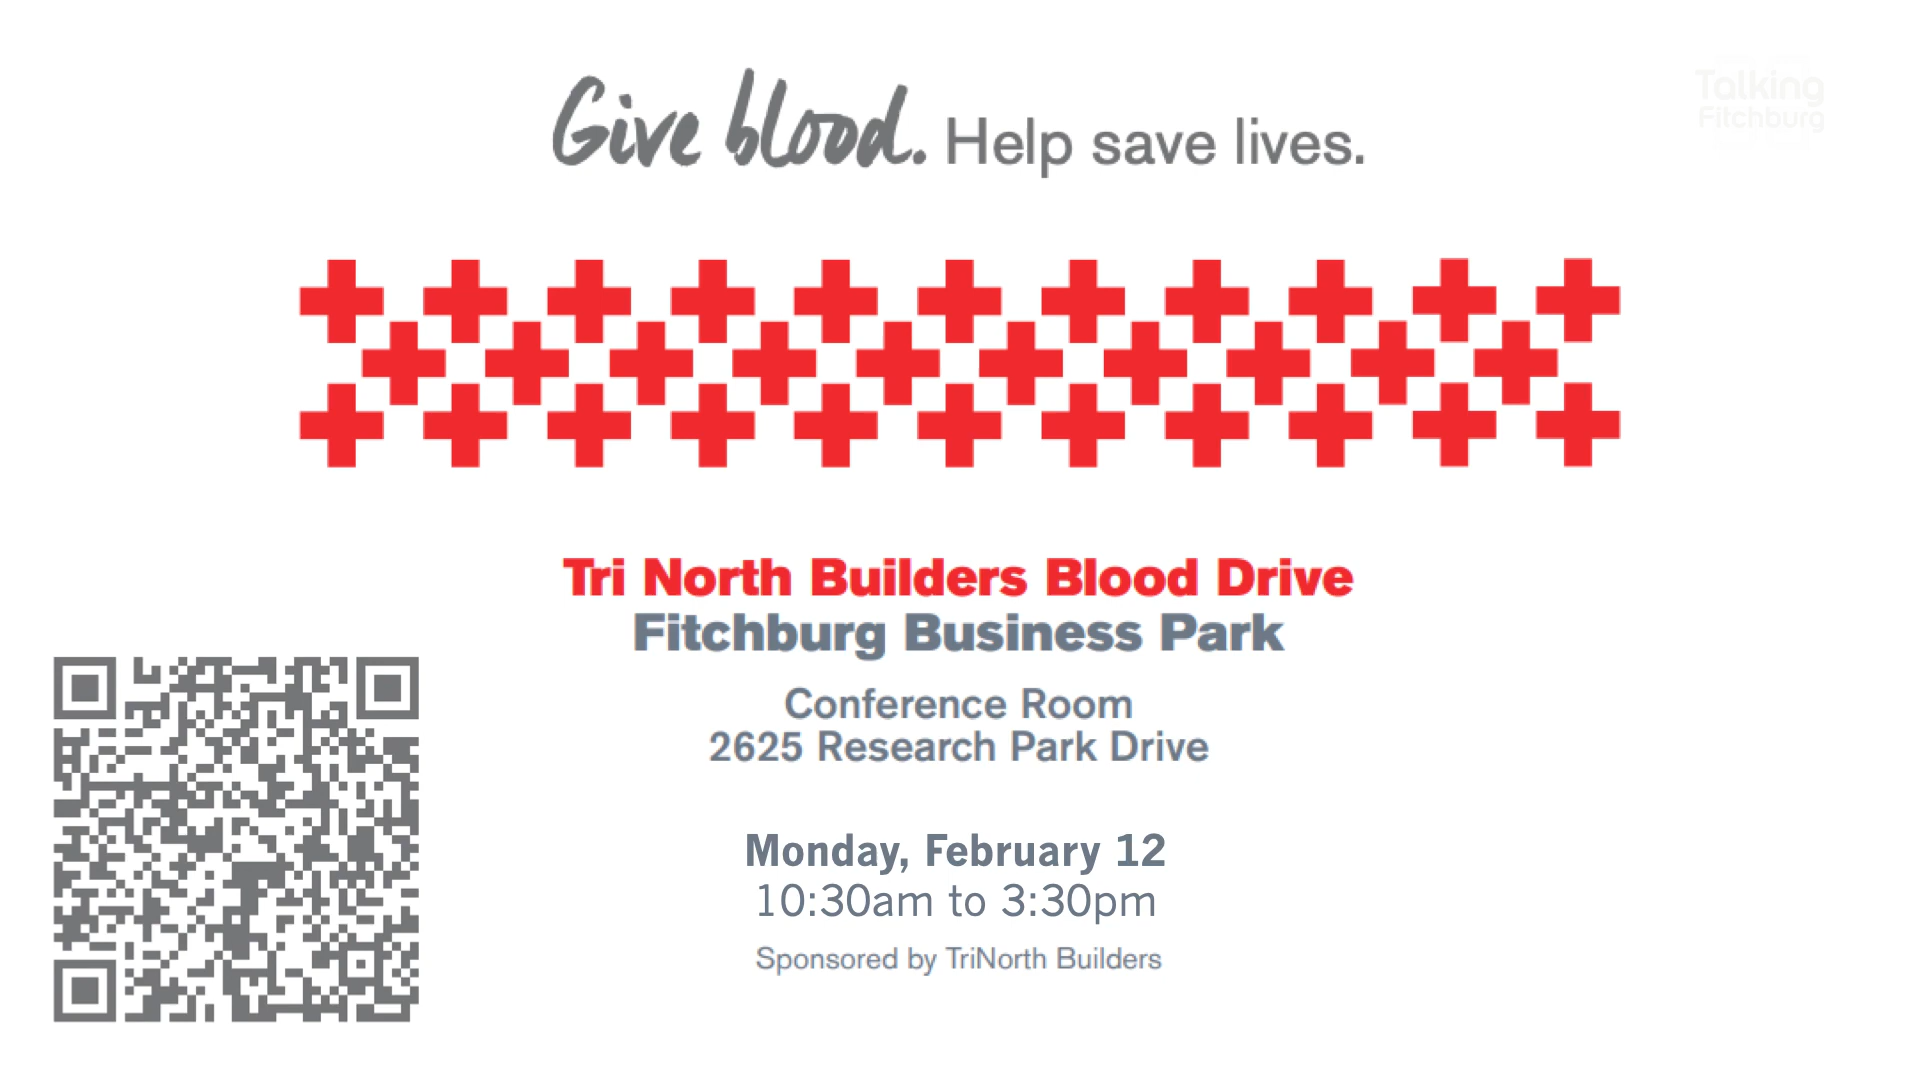 Talking
Fitchburg
Give blood. Help save lives.
Tri North Builders Blood Drive
Fitchburg Business Park
Conference Room
2625 Research Park Drive
Monday, February 12
10:30am to 3:30pm
Sponsored by TriNorth Builders